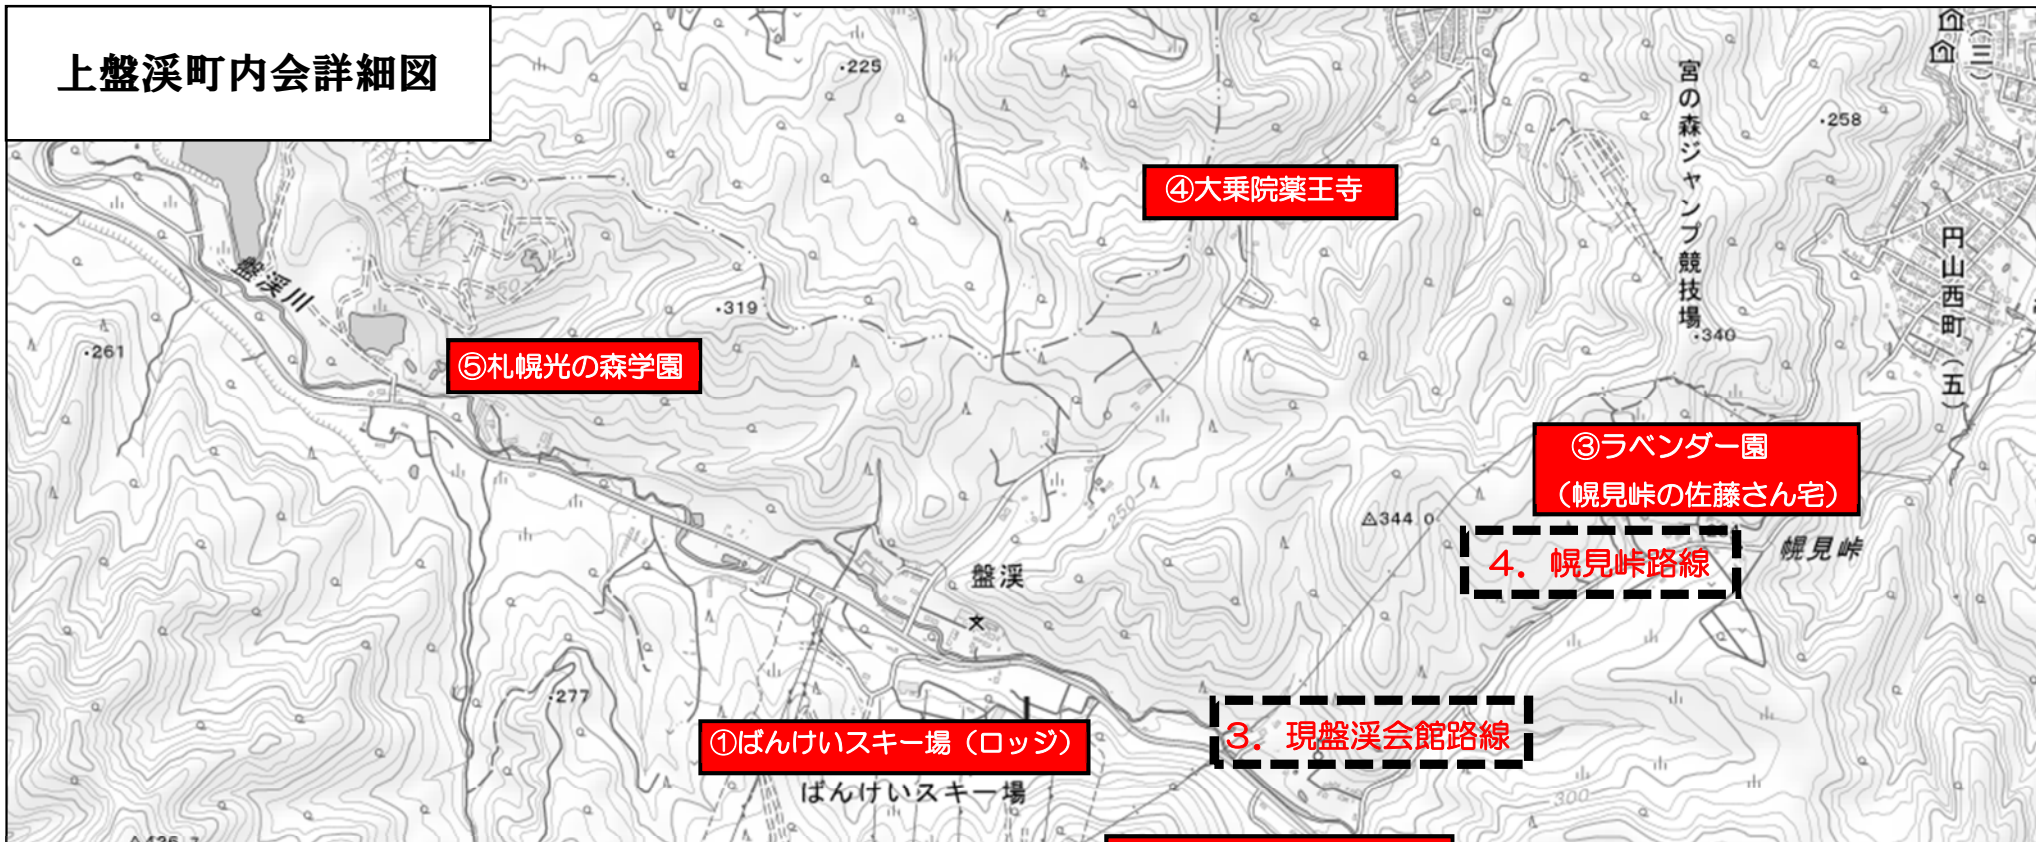 上盤渓町内会詳細図
・225
宮の森ジャンプ競技場
・258
(三)
④大乗院薬王寺
円山西町(五)
盤渓川
250
・319
・340
・261
⑤札幌光の森学園
③ラベンダー園
(幌見峠の佐藤さん宅)
250
344.0
4. 幌見峠路線
幌見峠
盤渓
・277
①ばんけいスキー場(ロッジ)
3. 現盤渓会館路線
ばんけいスキー場
300